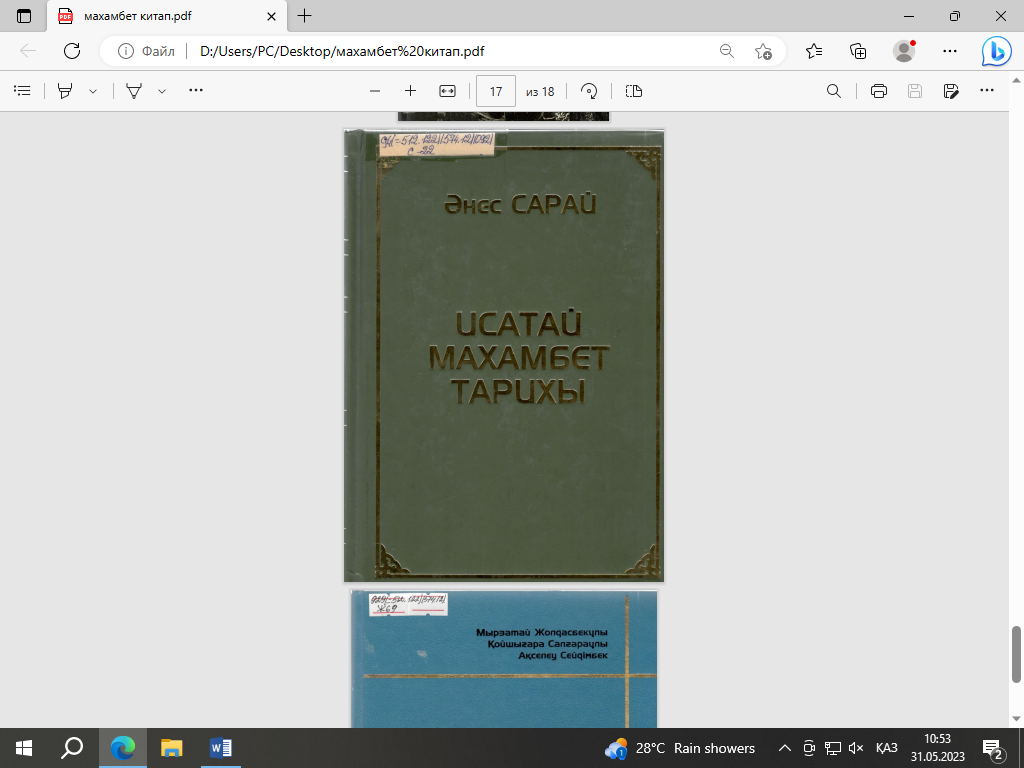 махамбет китап.pdf
Файл
D:/Users/PC/Desktop/махамбет%20китап.pdf
17 из 18
Әнес САРАЙ
ИСАТАЙ
МАХАМБЕТ
ТАРИХЫ
Ж69
Мырзатай Жолдасбекұлы
Қойшығара Салғараұлы
Ақселеу Сейдімбек
28°C Rain showers
ҚАЗ
10:53
31.05.2023
2